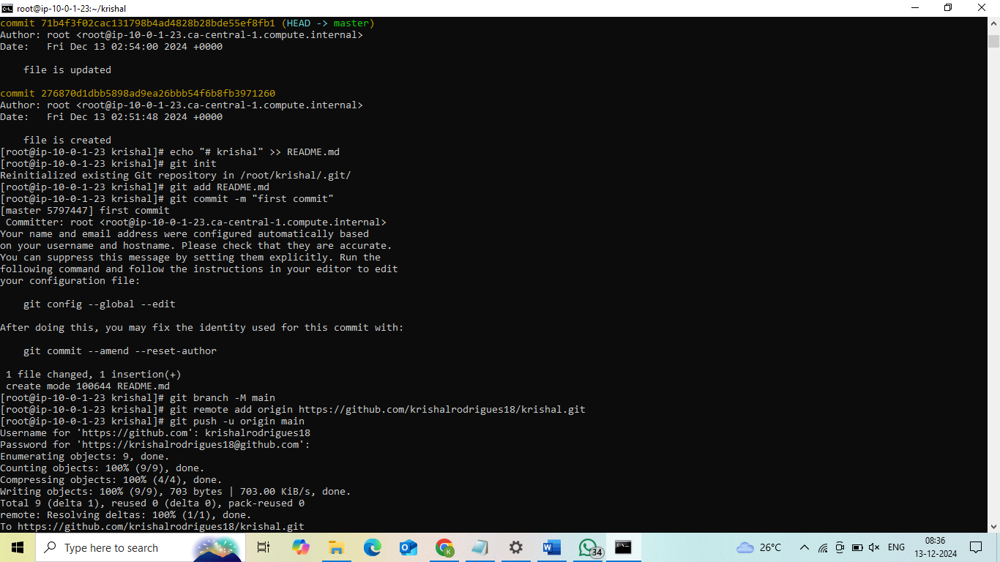 root@ip-10-0-1-23:~/krishal
commit 71b4f3f02cac131798b4ad4828b28bde55ef8fb1 (HEAD -> master)
Author: root <root@ip-10-0-1-23.ca-central-1.compute.internal>
Date:   Fri Dec 13 02:54:00 2024 +0000
    file is updated
commit 276870d1dbb5898ad9ea26bbb54f6b8fb3971260
Author: root <root@ip-10-0-1-23.ca-central-1.compute.internal>
Date:   Fri Dec 13 02:51:48 2024 +0000
    file is created
[root@ip-10-0-1-23 krishal]# echo "# krishal" >> README.md
[root@ip-10-0-1-23 krishal]# git init
Reinitialized existing Git repository in /root/krishal/.git/
[root@ip-10-0-1-23 krishal]# git add README.md
[root@ip-10-0-1-23 krishal]# git commit -m "first commit"
[master 5797447] first commit
 Committer: root <root@ip-10-0-1-23.ca-central-1.compute.internal>
Your name and email address were configured automatically based
on your username and hostname. Please check that they are accurate.
You can suppress this message by setting them explicitly. Run the
following command and follow the instructions in your editor to edit
your configuration file:
    git config --global --edit
After doing this, you may fix the identity used for this commit with:
    git commit --amend --reset-author
 1 file changed, 1 insertion(+)
 create mode 100644 README.md
[root@ip-10-0-1-23 krishal]# git branch -M main
[root@ip-10-0-1-23 krishal]# git remote add origin https://github.com/krishalrodrigues18/krishal.git
[root@ip-10-0-1-23 krishal]# git push -u origin main
Username for 'https://github.com': krishalrodrigues18
Password for 'https://krishalrodrigues18@github.com':
Enumerating objects: 9, done.
Counting objects: 100% (9/9), done.
Compressing objects: 100% (4/4), done.
Writing objects: 100% (9/9), 703 bytes | 703.00 KiB/s, done.
Total 9 (delta 1), reused 0 (delta 0), pack-reused 0
remote: Resolving deltas: 100% (1/1), done.
To https://github.com/krishalrodrigues18/krishal.git
Type here to search
34
26°C
ENG
08:36
13-12-2024